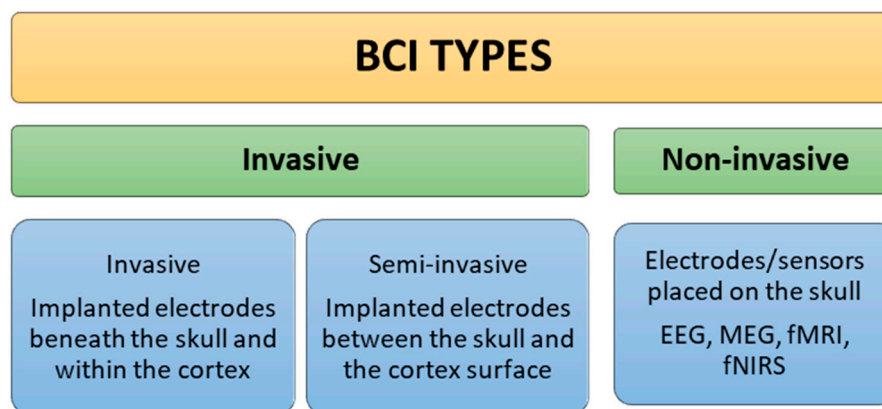 BCI TYPES
Invasive
Non-invasive
Invasive
Implanted electrodes
beneath the skull and
within the cortex
Semi-invasive
Implanted electrodes
between the skull and
the cortex surface
Electrodes/sensors
placed on the skull
EEG, MEG, fMRI,
fNIRS